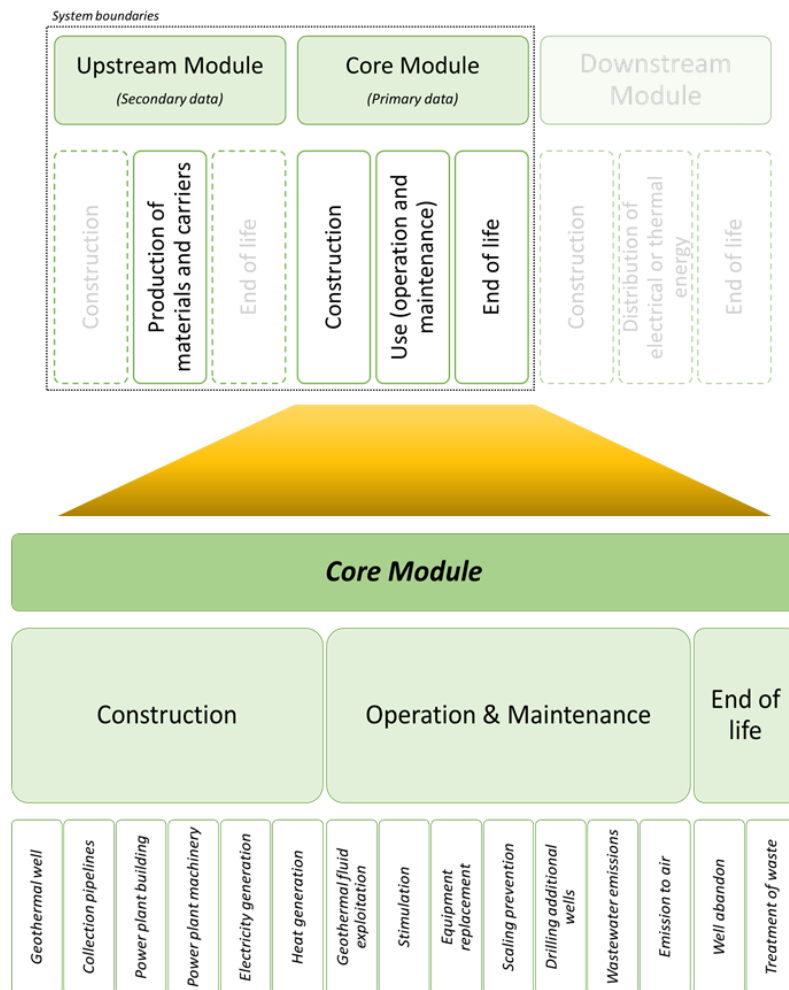 System boundaries
Upstream Module
(Secondary data)
Core Module
(Primary data)
Downstream
Module
Construction
Production of
materials and carriers
End of life
Construction
Use (operation and
maintenance)
End of life
Construction
Distribution of
electrical or thermal
energy
End of life
Core Module
Construction
Operation & Maintenance
End of
life
Geothermal well
Collection pipelines
Power plant building
Power plant machinery
Electricity generation
Heat generation
Geothermal fluid
exploitation
Stimulation
Equipment
replacement
Scaling prevention
Drilling additional
wells
Wastewater emissions
Emission to air
Well abandon
Treatment of waste